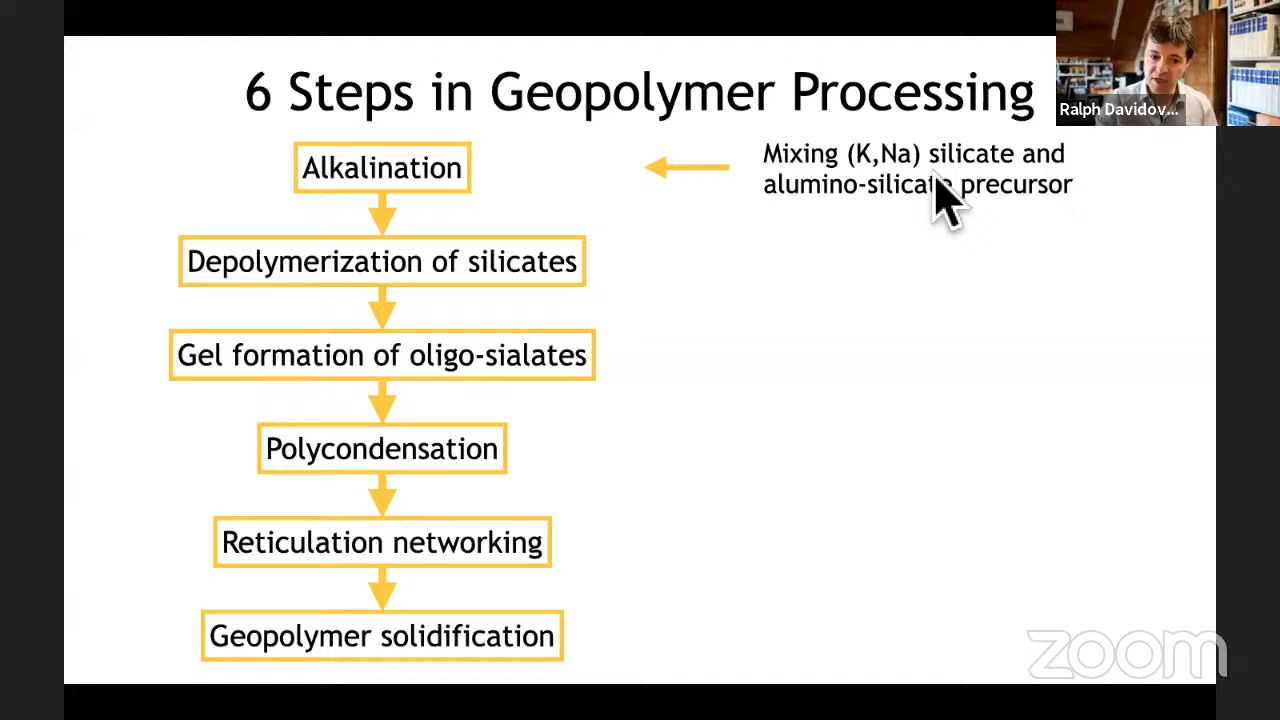 6 Steps in Geopolymer Processing
Ralph Davidov...
Alkalination
Mixing (K,Na) silicate and
alumino-silicate precursor
Depolymerization of silicates
Gel formation of oligo-sialates
Polycondensation
Reticulation networking
Geopolymer solidification
zoom